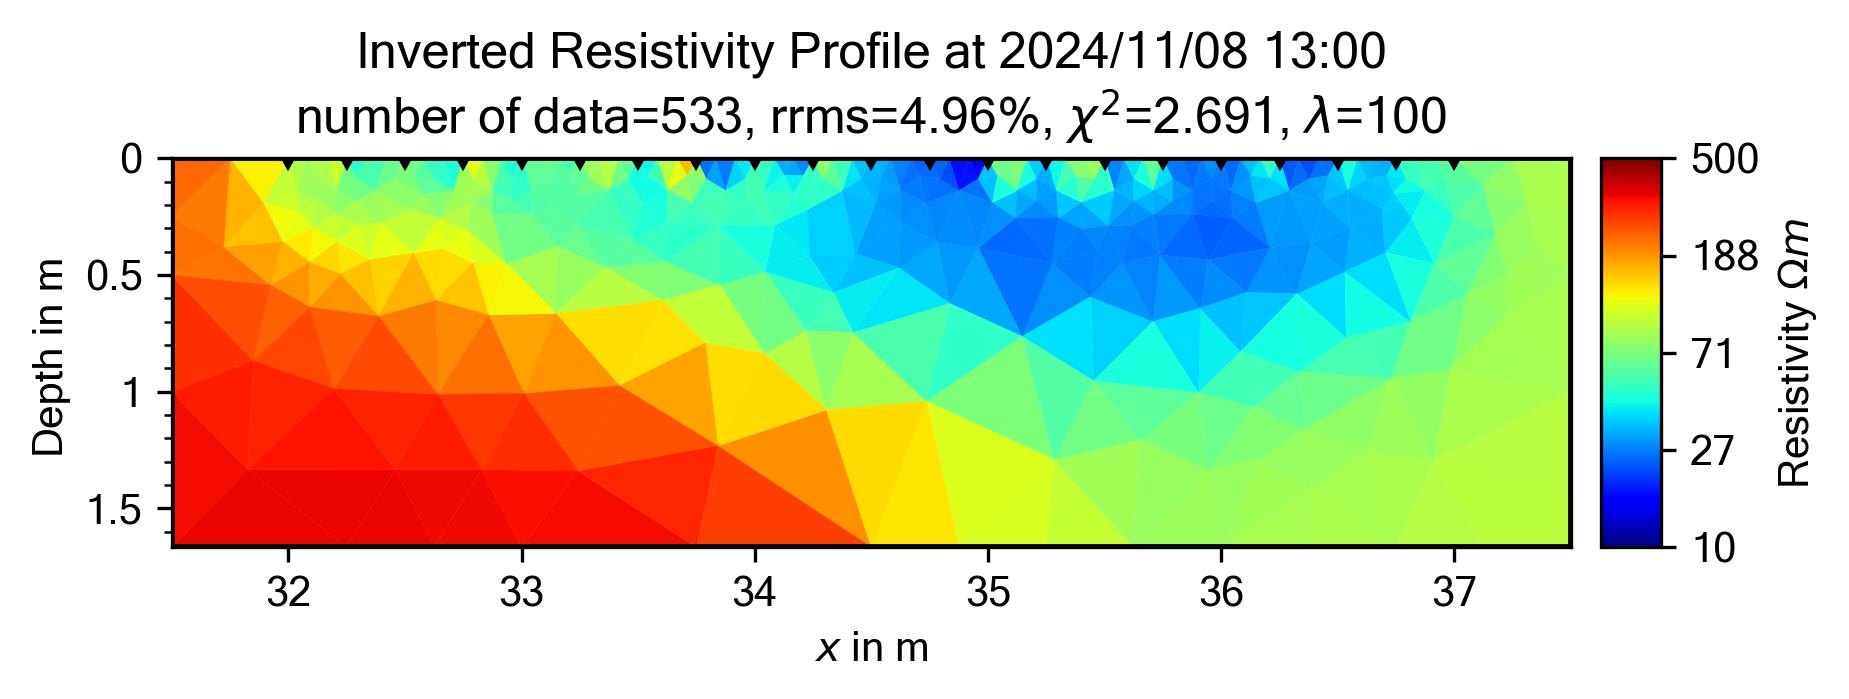 Inverted Resistivity Profile at 2024/11/08 13:00
number of data=533, rrms=4.96%, χ²=2.691, λ=100
0
0.5
1
1.5
Depth in m
32 33 34 35 36 37
x in m
500
188
71
27
10
Resistivity Ωm